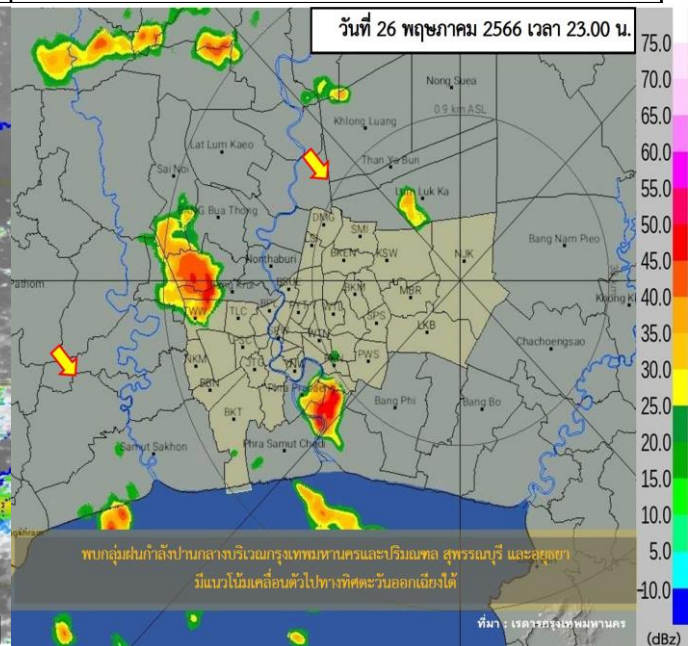 วันที่ 26 พฤษภาคม 2566 เวลา 23.00 น.
75.0
70.0
65.0
60.0
55.0
50.0
45.0
40.0
35.0
30.0
25.0
20.0
15.0
10.0
5.0
-10.0
(dBz)
Nong Suea
0.9 km ASL
Khlong Luang
Lat Lum Kaeo
Than Ya Buri
Sai Noi
Lum Luk Ka
Bua Thong
DMG
SMI
Bang Nam Prieo
BKEN
KSW
NJK
Nonthaburi
BKM
MBR
TWW
TLC
SPS
LKB
WTN
Chachoengsao
NKM
JTG
PWS
BBN
BKT
Bang Phli
Bang Bo
Samut Sakhon
Phra Samut Chedi
พบกลุ่มฝนกำลังปานกลางบริเวณกรุงเทพมหานครและปริมณฑล สุพรรณบุรี และอยุธยา
มีแนวโน้มเคลื่อนตัวไปทางทิศตะวันออกเฉียงใต้
ที่มา : เรดาร์กรุงเทพมหานคร